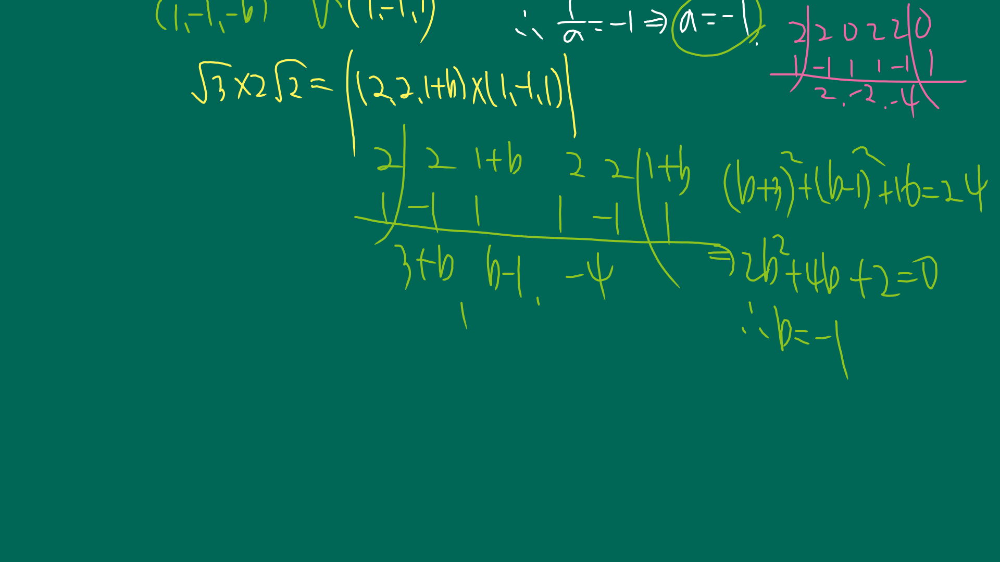 (1,-1,-b) (1,-1,1)
∴ 1/a = -1 ⇒ a = -1.
2 | 2 0 2 2 | 0
1 -1 1 1 -1 1
2, -2, -4
√3 × 2√2 = |(2,2,1+b)×(1,-1,1)|
2 | 2 1+b 2 2 | 1+b
1 -1 1 1 -1 1
3+b, b-1, -4
(b+3)² + (b-1)² + 16 = 24
⇒ 2b² + 4b + 2 = 0
∴ b = -1